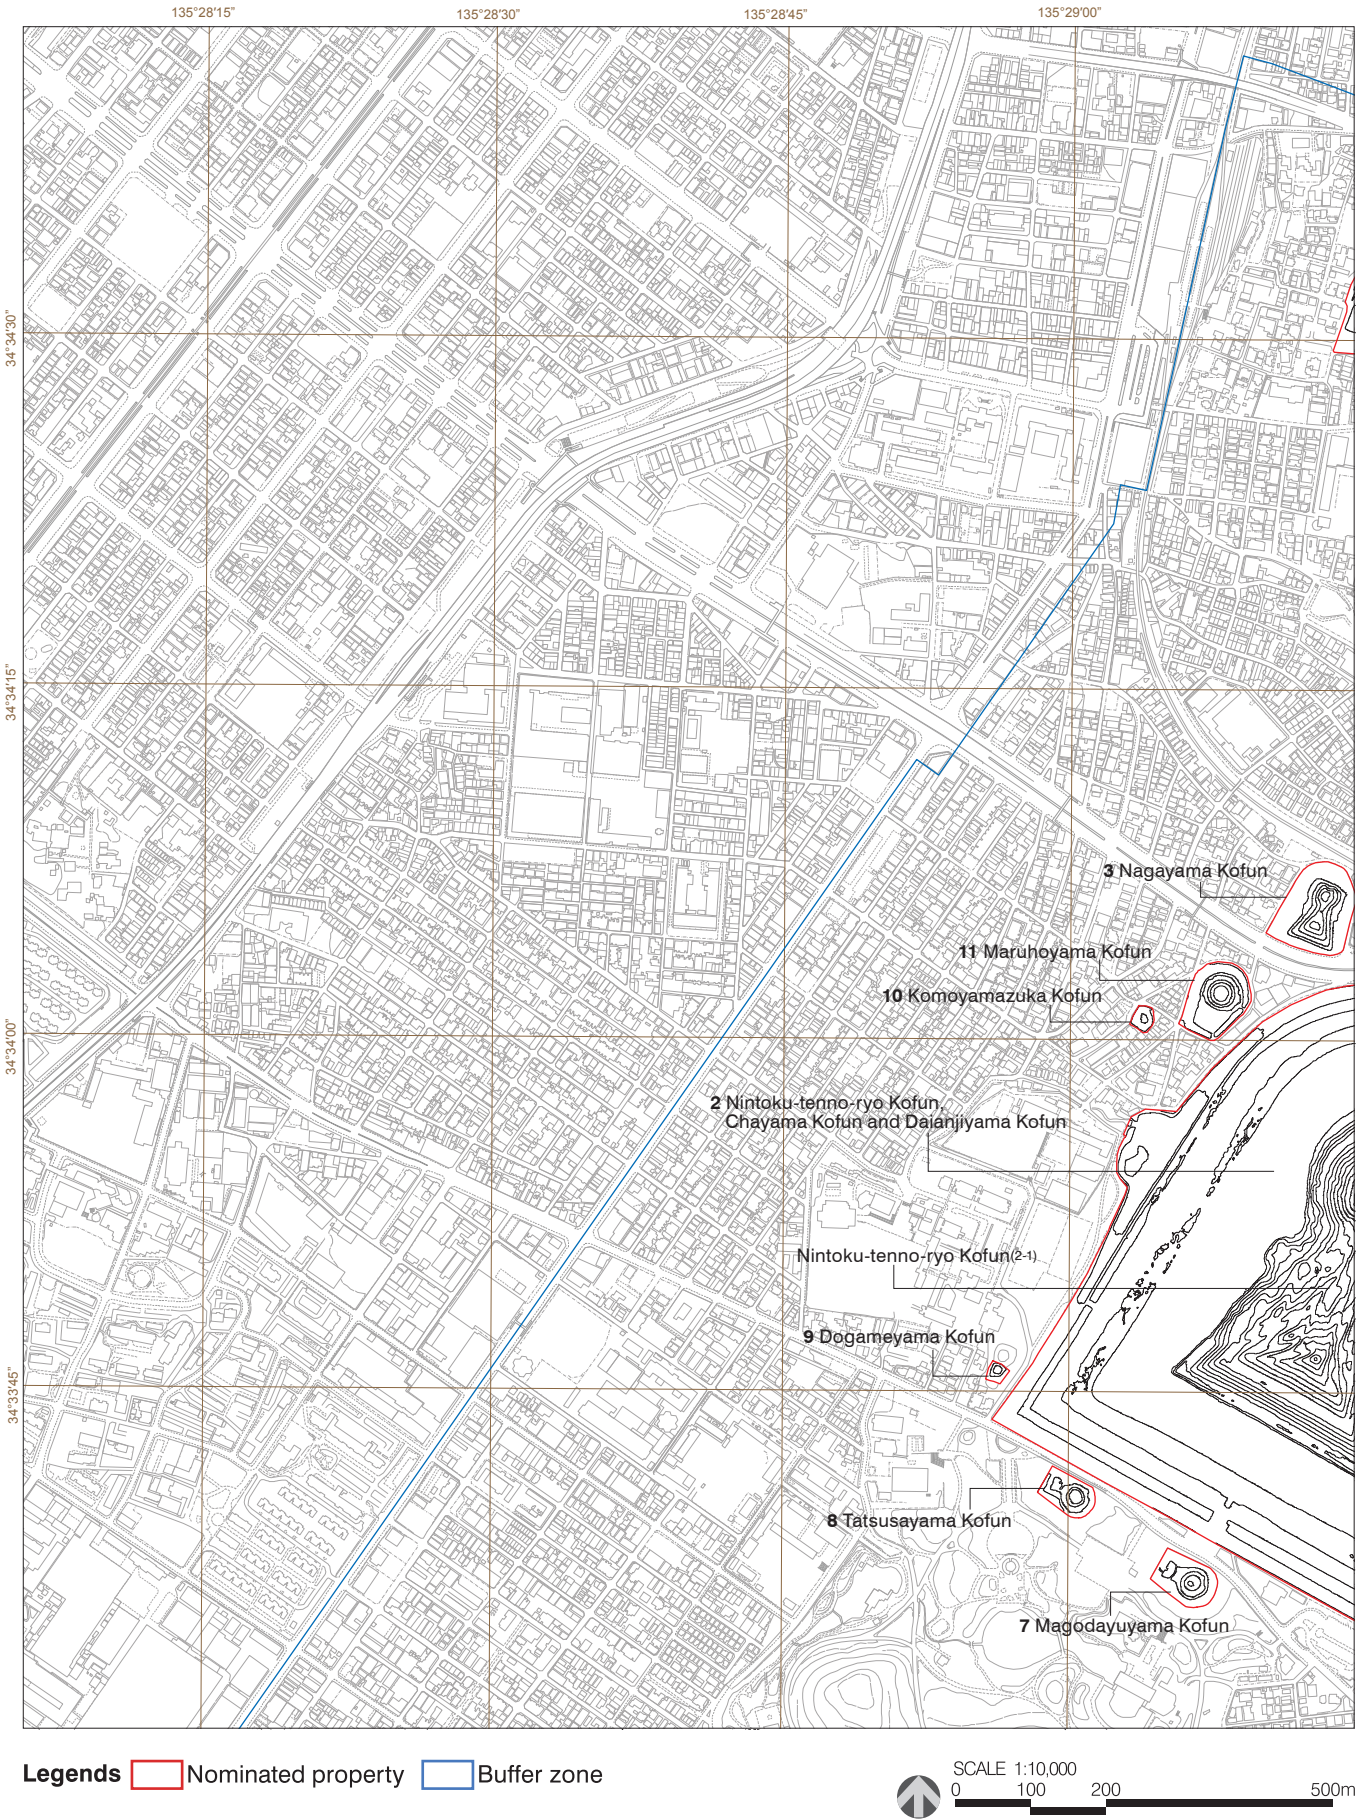 135°28'15" 135°28'30" 135°28'45" 135°29'00"
34°34'30"
34°34'15"
3 Nagayama Kofun
11 Maruhoyama Kofun
10 Komoyamazuka Kofun
34°34'00"
2 Nintoku-tenno-ryo Kofun,
Chayama Kofun and Daianjiyama Kofun
Nintoku-tenno-ryo Kofun(2-1)
9 Dogameyama Kofun
34°33'45"
8 Tatsusayama Kofun
7 Magodayuyama Kofun
Legends Nominated property Buffer zone
SCALE 1:10,000
0 100 200 500m